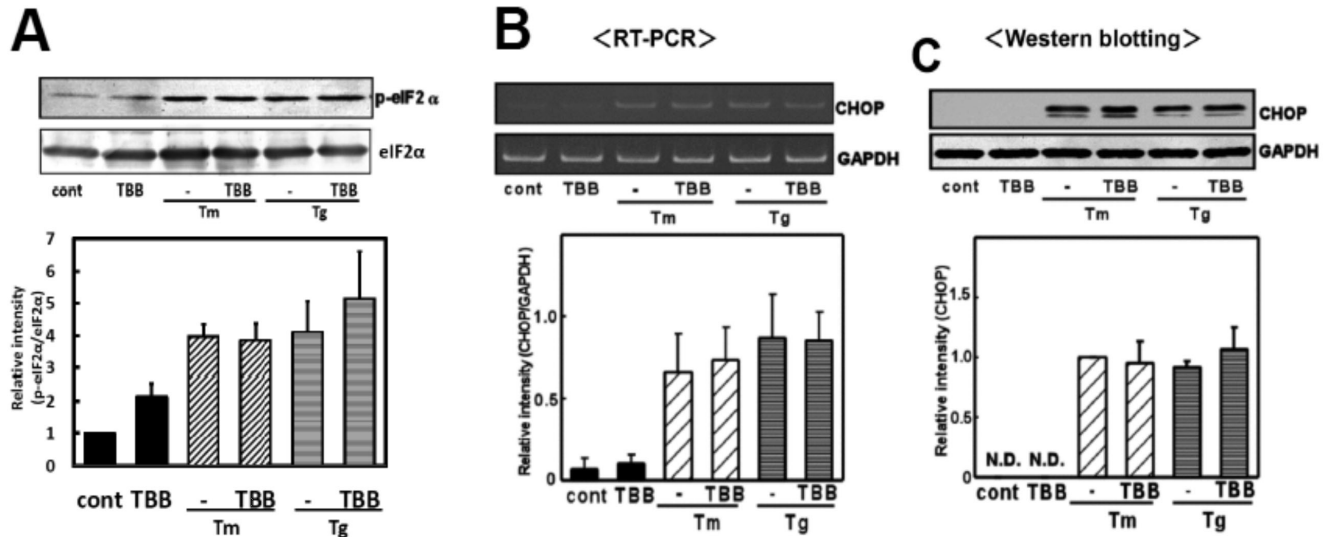 A
p-eIF2 α
eIF2α
cont TBB - TBB - TBB
Tm Tg
Relative intensity
(p-eIF2α/eIF2α)
7
6
5
4
3
2
1
0
cont TBB - TBB - TBB
Tm Tg
B
<RT-PCR>
CHOP
GAPDH
cont TBB - TBB - TBB
Tm Tg
Relative intensity (CHOP/GAPDH)
1.0
0.5
0
cont TBB - TBB - TBB
Tm Tg
C
<Western blotting>
CHOP
GAPDH
cont TBB - TBB - TBB
Tm Tg
Relative intensity (CHOP)
1.5
1.0
0.5
0
N.D. N.D.
cont TBB - TBB - TBB
Tm Tg